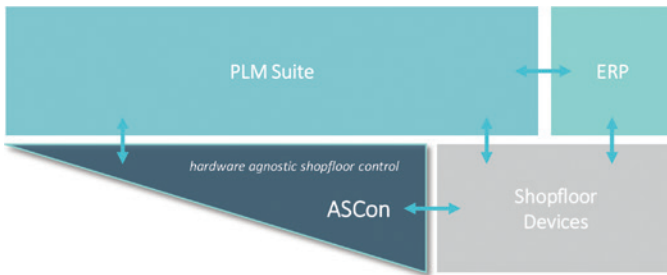 PLM Suite
ERP
hardware agnostic shopfloor control
ASCon
Shopfloor
Devices